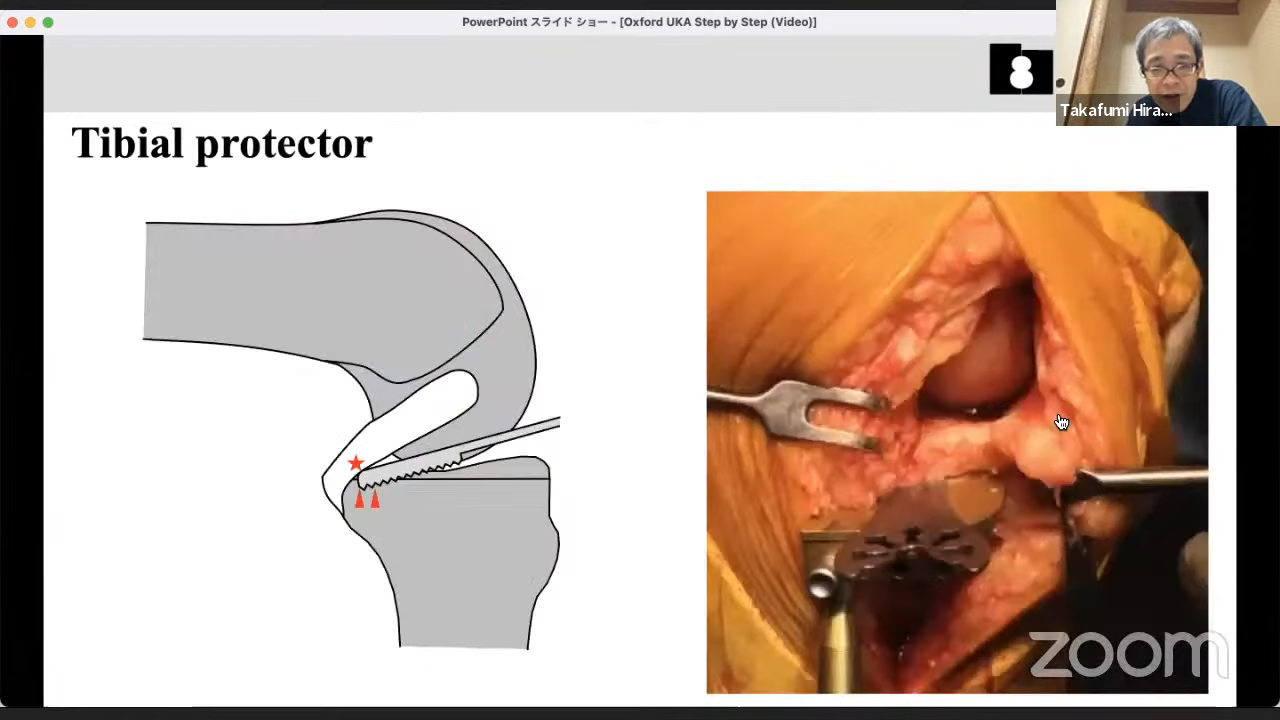 PowerPoint スライド ショー - [Oxford UKA Step by Step (Video)]
Takafumi Hira...
Tibial protector
zoom